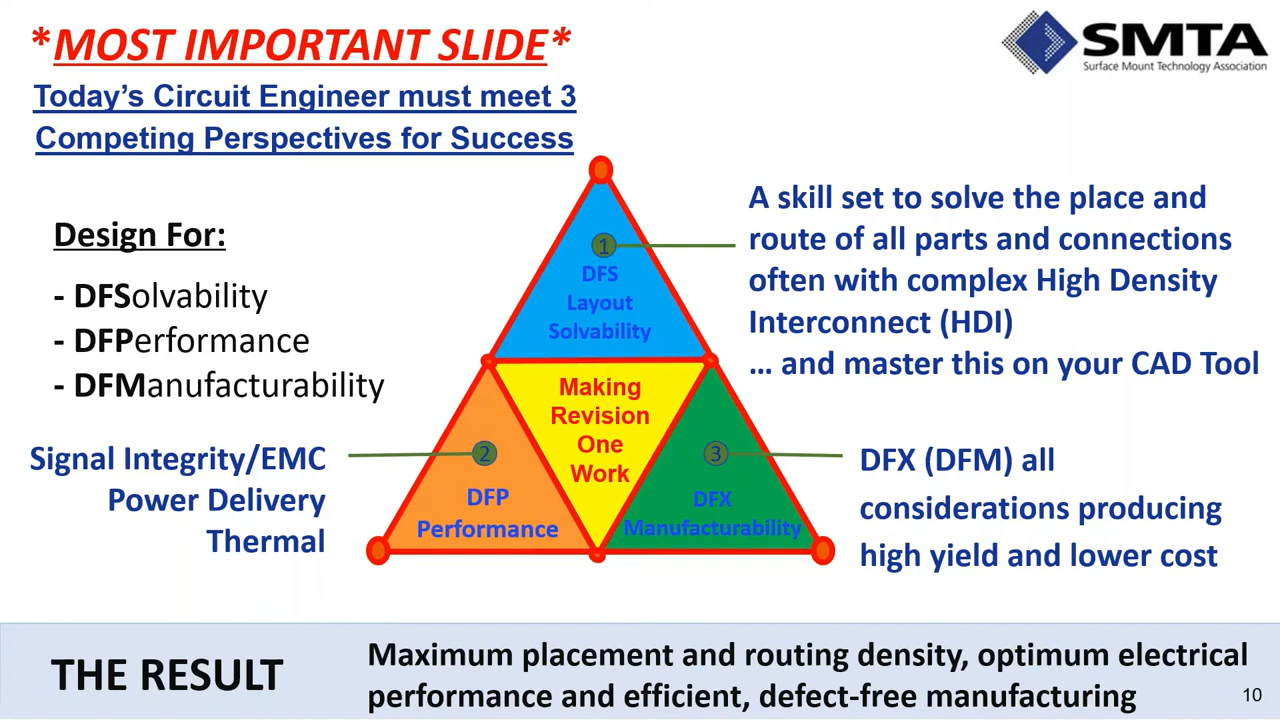 *MOST IMPORTANT SLIDE*
SMTA
Surface Mount Technology Association
Today's Circuit Engineer must meet 3
Competing Perspectives for Success
Design For:
- DFSolvability
- DFPerformance
- DFManufacturability
Signal Integrity/EMC
Power Delivery
Thermal
1
DFS
Layout
Solvability
Making
Revision
One
Work
2
DFP
Performance
3
DFX
Manufacturability
A skill set to solve the place and
route of all parts and connections
often with complex High Density
Interconnect (HDI)
... and master this on your CAD Tool
DFX (DFM) all
considerations producing
high yield and lower cost
THE RESULT
Maximum placement and routing density, optimum electrical
performance and efficient, defect-free manufacturing
10